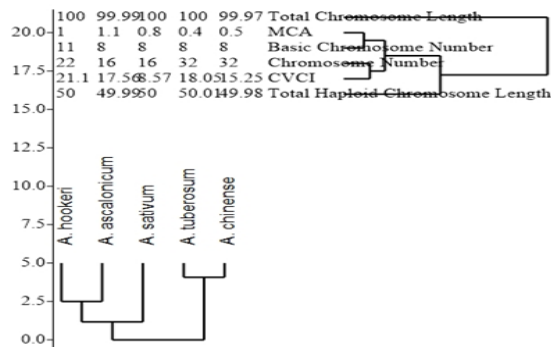 100 99.99 100 100 99.97 Total Chromosome Length
20.0 1 1.1 0.8 0.4 0.5 MCA
11 8 8 8 8 Basic Chromosome Number
22 16 16 32 32 Chromosome Number
17.5 21.1 17.56 8.57 18.05 15.25 CVCI
50 49.99 50 50.01 49.98 Total Haploid Chromosome Length
15.0
12.5
10.0
7.5
A. hookeri
A. ascalonicum
A. sativum
A. tuberosum
A. chinense
5.0
2.5
0.0